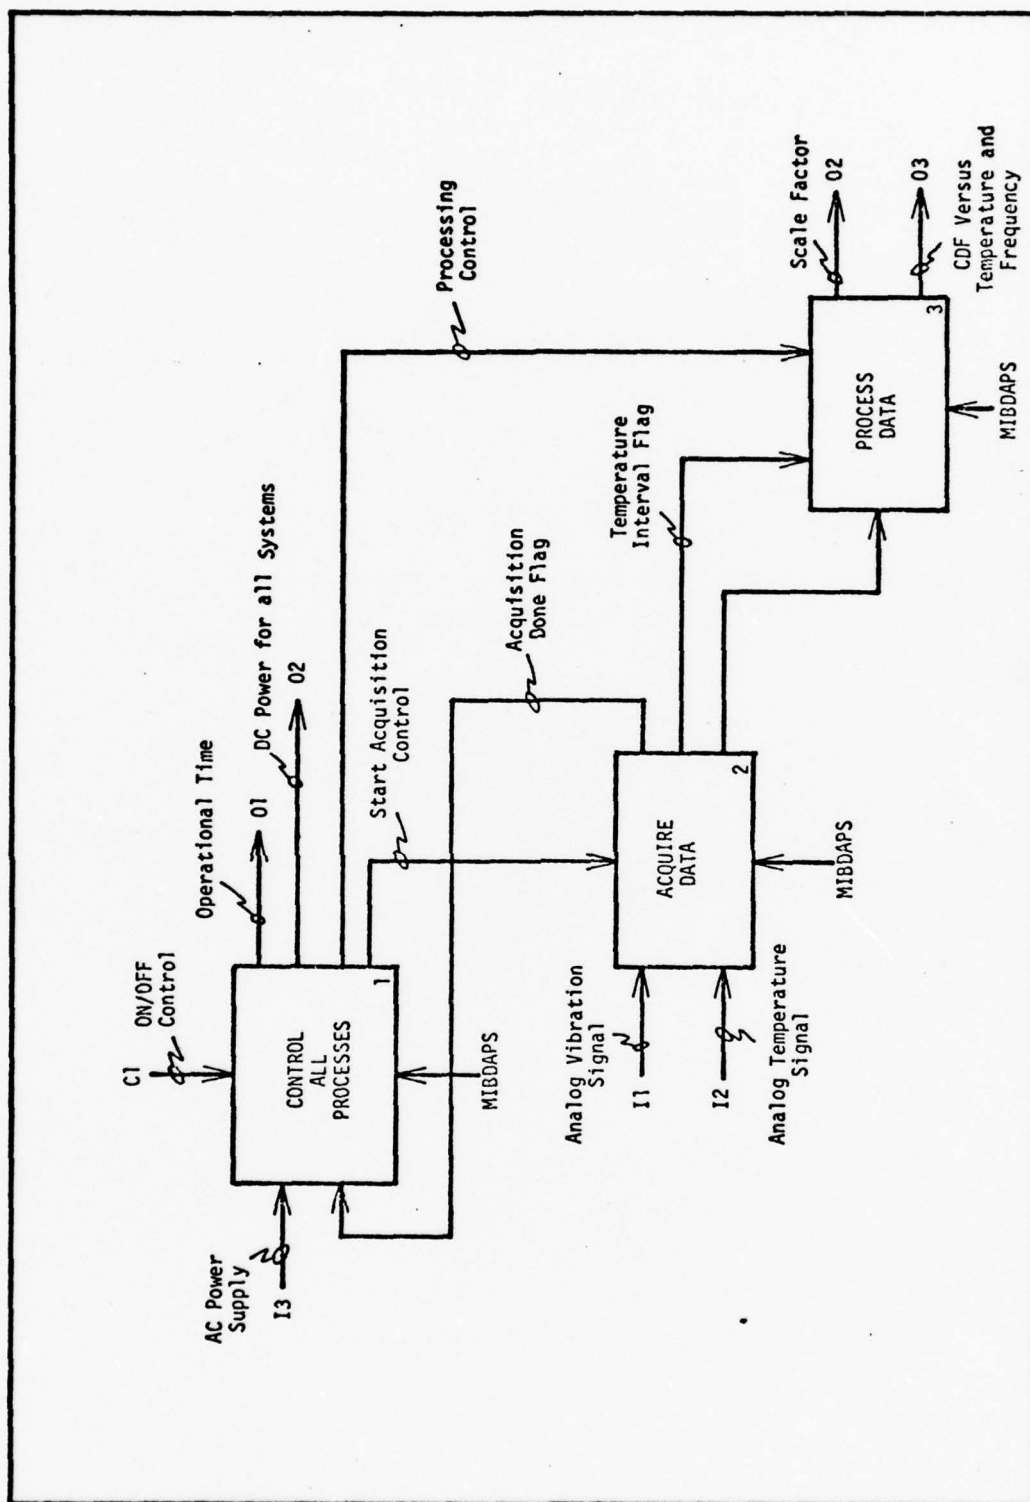 C1
ON/OFF
Control
Operational Time
O1
DC Power for all Systems
O2
AC Power
Supply
I3
CONTROL
ALL
PROCESSES
1
MIBDAPS
Start Acquisition
Control
Processing
Control
Acquisition
Done Flag
Analog Vibration
Signal
I1
I2
Analog Temperature
Signal
ACQUIRE
DATA
2
MIBDAPS
Temperature
Interval Flag
PROCESS
DATA
3
MIBDAPS
Scale Factor
O2
O3
CDF Versus
Temperature and
Frequency